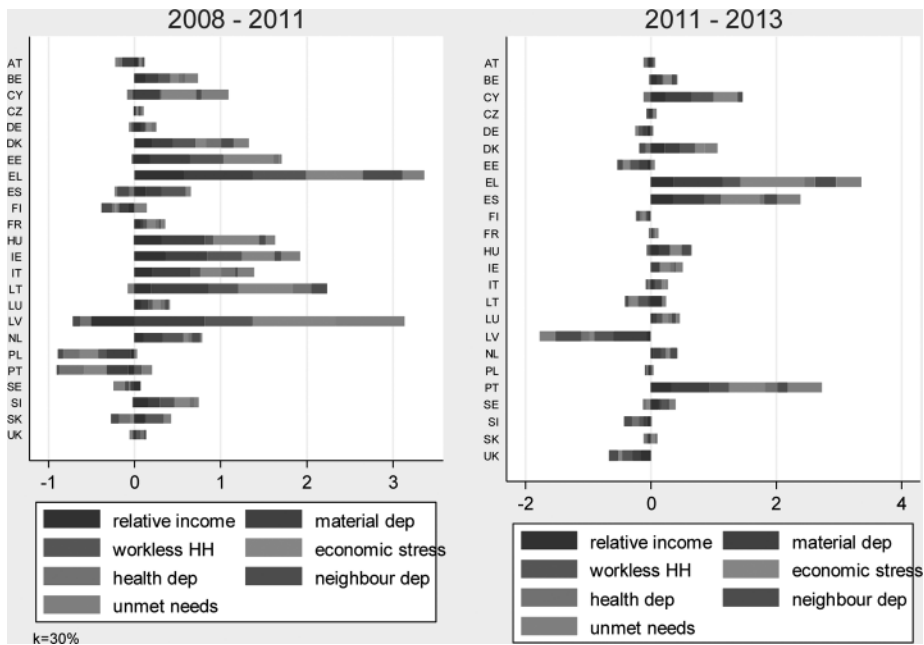 2008 - 2011
AT
BE
CY
CZ
DE
DK
EE
EL
ES
FI
FR
HU
IE
IT
LT
LU
LV
NL
PL
PT
SE
SI
SK
UK
-1 0 1 2 3
relative income material dep
workless HH economic stress
health dep neighbour dep
unmet needs
k=30%
2011 - 2013
AT
BE
CY
CZ
DE
DK
EE
EL
ES
FI
FR
HU
IE
IT
LT
LU
LV
NL
PL
PT
SE
SI
SK
UK
-2 0 2 4
relative income material dep
workless HH economic stress
health dep neighbour dep
unmet needs